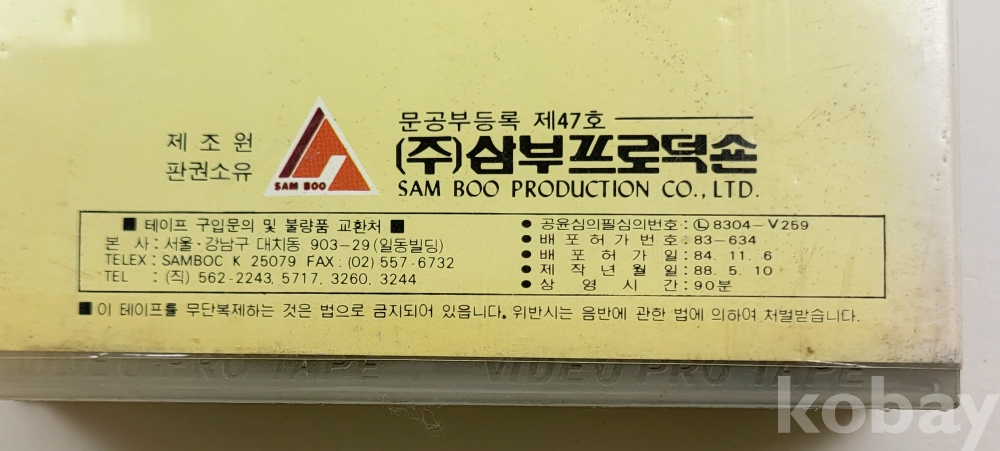 문공부등록 제47호
제조원
판권소유
SAM BOO
(주)삼부프로덕숀
SAM BOO PRODUCTION CO., LTD.
■ 테이프 구입문의 및 불량품 교환처 ■
본 사 : 서울·강남구 대치동 903-29 (일동빌딩)
TELEX : SAMBOC K 25079 FAX : (02) 557-6732
TEL : (직) 562-2243, 5717, 3260, 3244
● 공윤심의필심의번호 : Ⓛ 8304-V259
● 배포허가번호 : 83-634
● 배포허가일 : 84. 11. 6
● 제작년월일 : 88. 5. 10
● 상영시간 : 90분
■ 이 테이프를 무단복제하는 것은 법으로 금지되어 있읍니다. 위반시는 음반에 관한 법에 의하여 처벌받습니다.
VIDEO PRO TAPE
VIDEO PRO TAPE
kobay